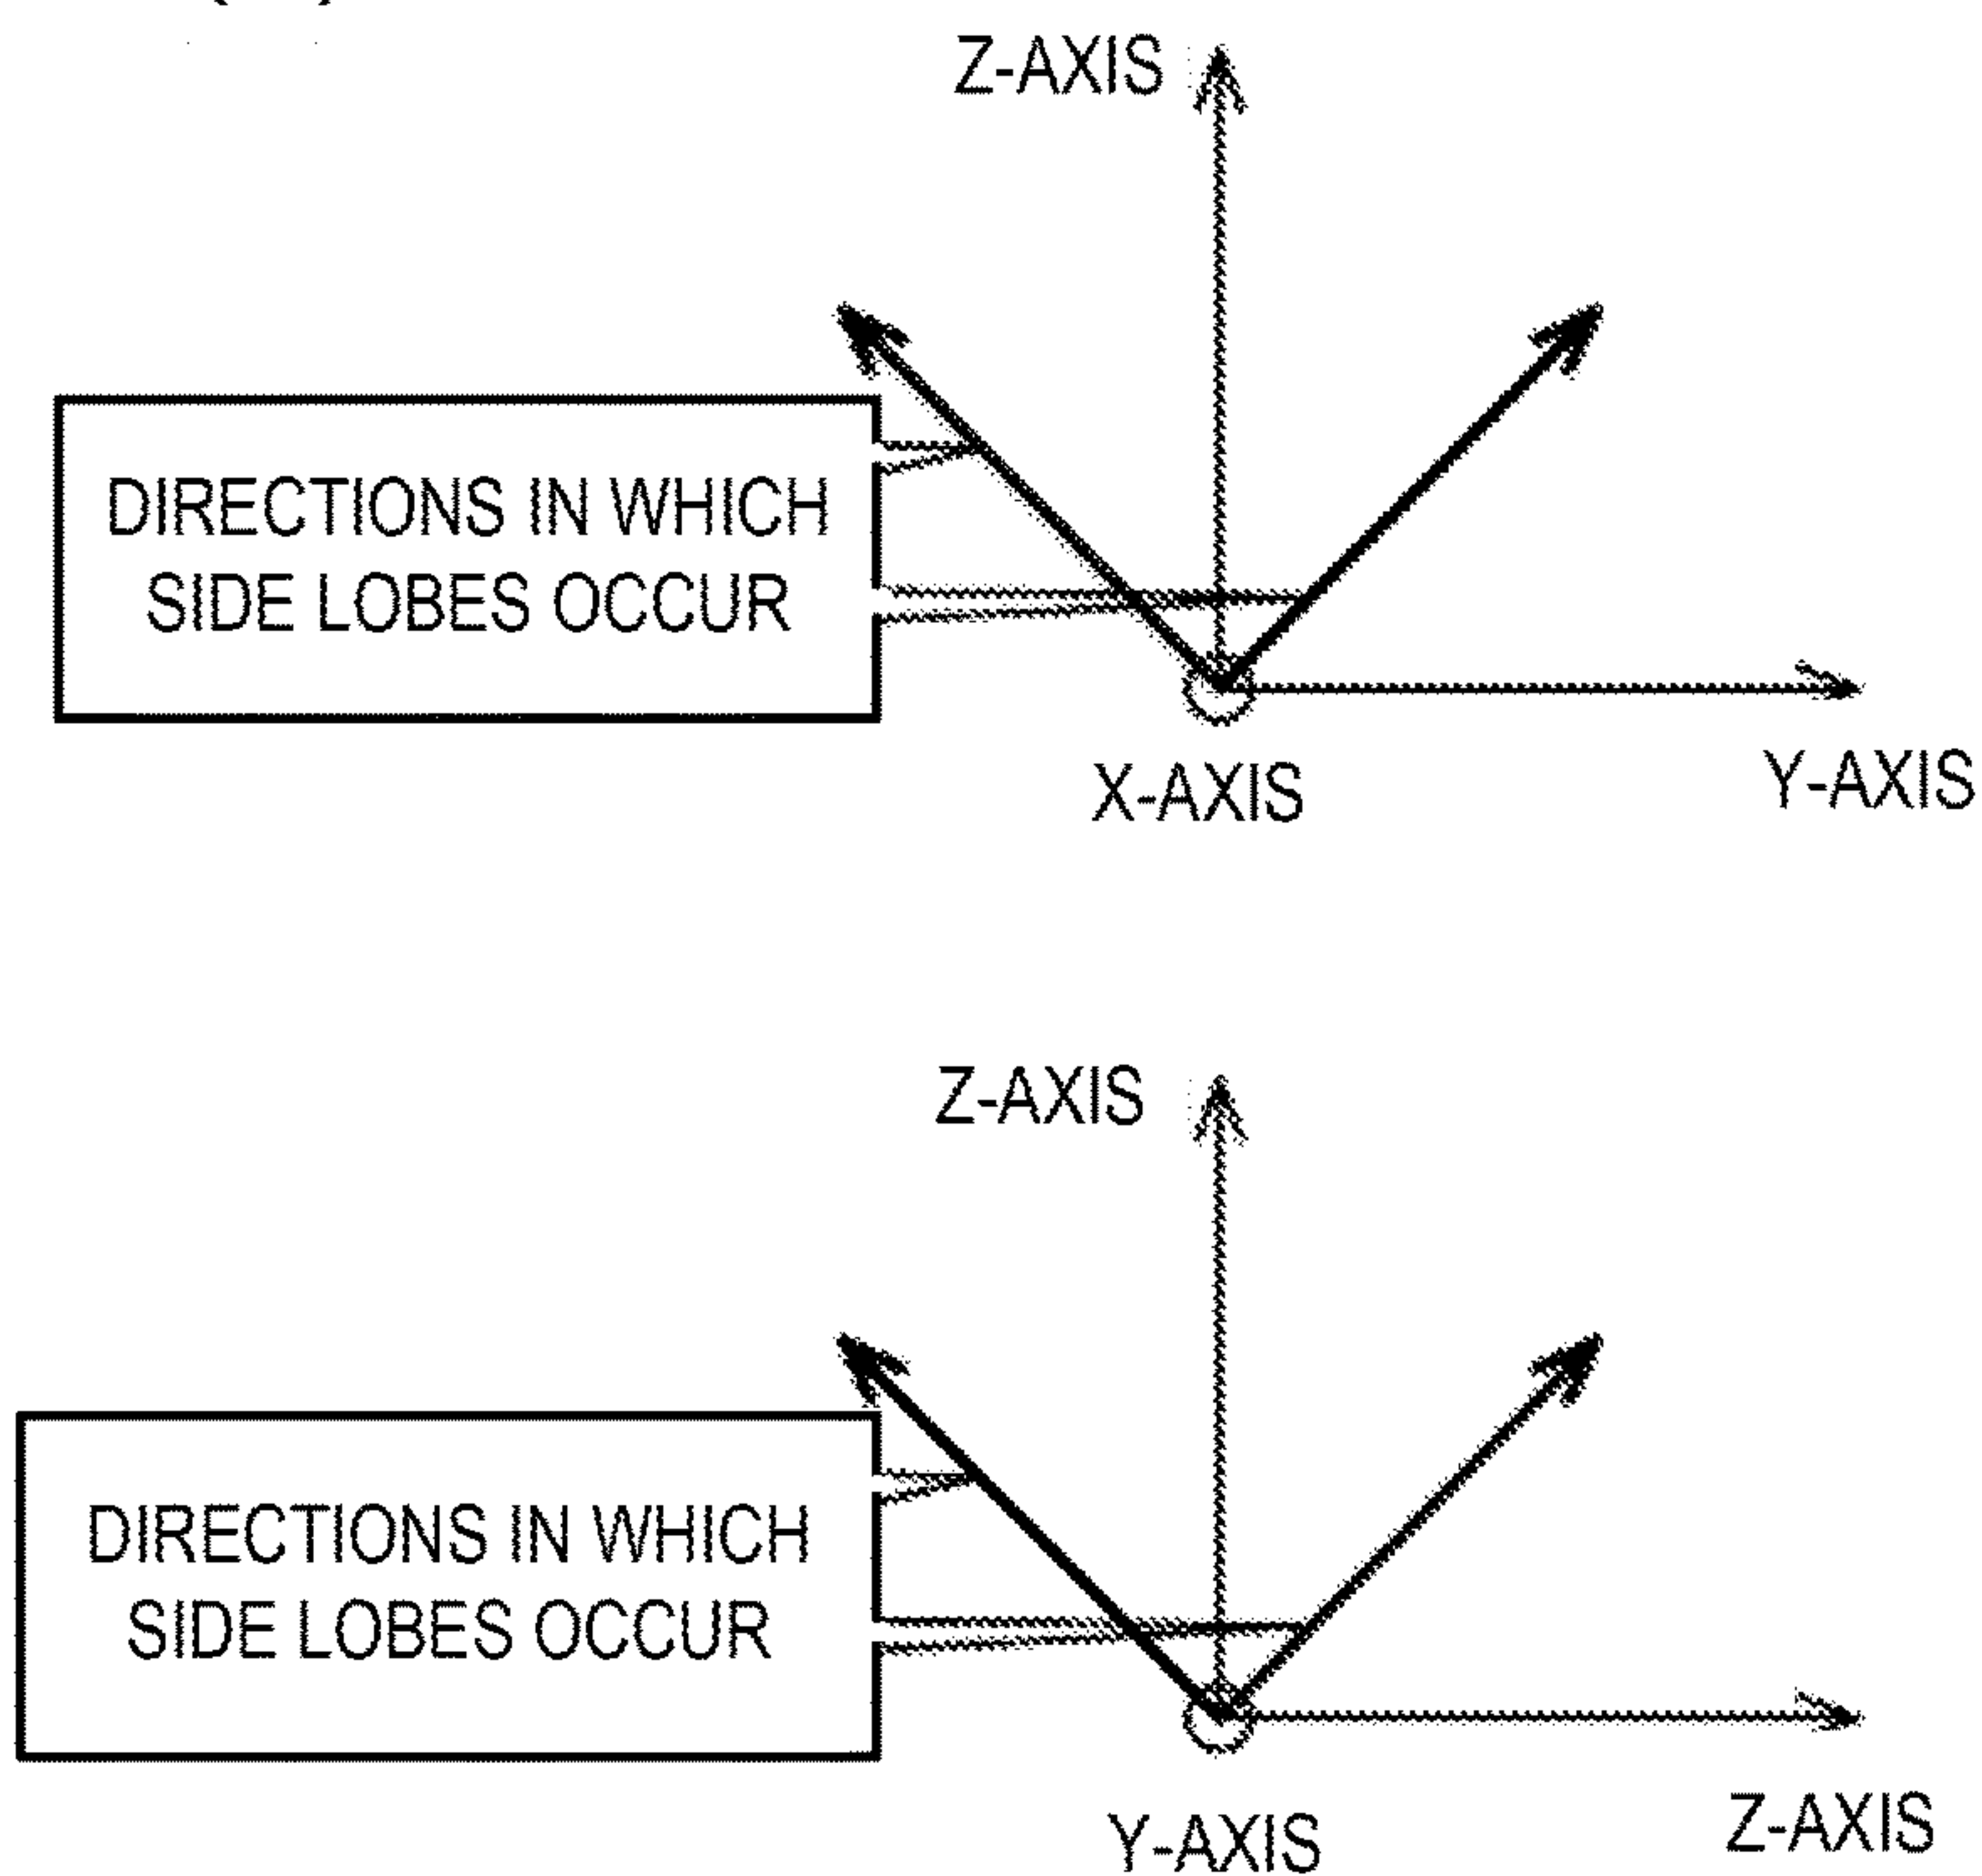 Z-AXIS
DIRECTIONS IN WHICH
SIDE LOBES OCCUR
X-AXIS
Y-AXIS
Z-AXIS
DIRECTIONS IN WHICH
SIDE LOBES OCCUR
Y-AXIS
Z-AXIS